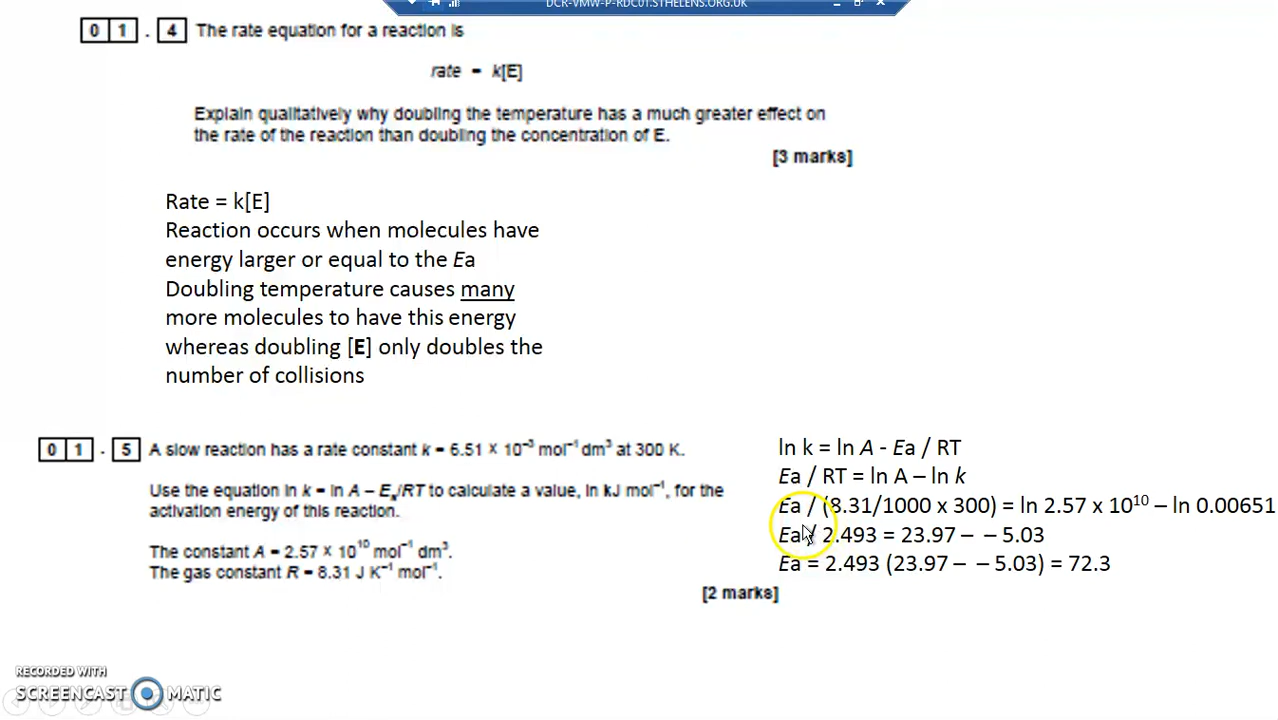 DCR-VMW-P-RDC01.STHELENS.ORG.UK
0 1 . 4 The rate equation for a reaction is
rate = k[E]
Explain qualitatively why doubling the temperature has a much greater effect on
the rate of the reaction than doubling the concentration of E.
[3 marks]
Rate = k[E]
Reaction occurs when molecules have
energy larger or equal to the Ea
Doubling temperature causes many
more molecules to have this energy
whereas doubling [E] only doubles the
number of collisions
0 1 . 5 A slow reaction has a rate constant k = 6.51 × 10⁻³ mol⁻¹ dm³ at 300 K.
Use the equation ln k = ln A – Eₐ/RT to calculate a value, in kJ mol⁻¹, for the
activation energy of this reaction.
The constant A = 2.57 × 10¹⁰ mol⁻¹ dm³.
The gas constant R = 8.31 J K⁻¹ mol⁻¹.
[2 marks]
ln k = ln A - Ea / RT
Ea / RT = ln A – ln k
Ea / (8.31/1000 x 300) = ln 2.57 x 10¹⁰ – ln 0.00651
Ea / 2.493 = 23.97 – – 5.03
Ea = 2.493 (23.97 – – 5.03) = 72.3
RECORDED WITH
SCREENCAST MATIC